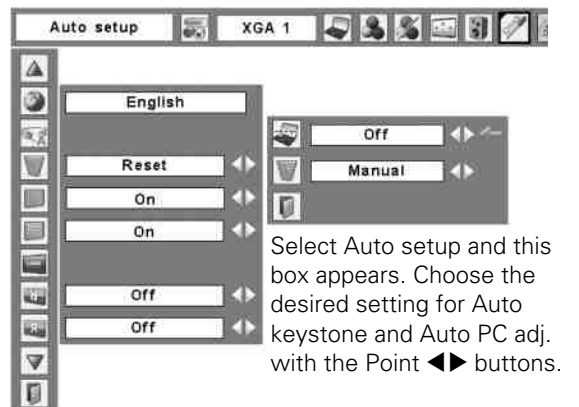 Auto setup
XGA 1
English
Off
Reset
Manual
On
On
Off
Off
Select Auto setup and this
box appears. Choose the
desired setting for Auto
keystone and Auto PC adj.
with the Point ◀▶ buttons.